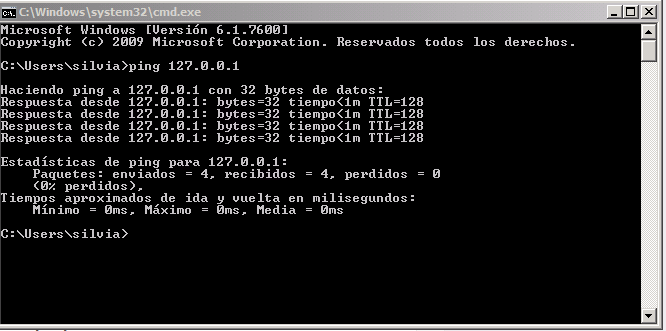 C:\Windows\system32\cmd.exe
Microsoft Windows [Versión 6.1.7600]
Copyright (c) 2009 Microsoft Corporation. Reservados todos los derechos.
C:\Users\silvia>ping 127.0.0.1
Haciendo ping a 127.0.0.1 con 32 bytes de datos:
Respuesta desde 127.0.0.1: bytes=32 tiempo<1m TTL=128
Respuesta desde 127.0.0.1: bytes=32 tiempo<1m TTL=128
Respuesta desde 127.0.0.1: bytes=32 tiempo<1m TTL=128
Respuesta desde 127.0.0.1: bytes=32 tiempo<1m TTL=128
Estadísticas de ping para 127.0.0.1:
Paquetes: enviados = 4, recibidos = 4, perdidos = 0
(0% perdidos),
Tiempos aproximados de ida y vuelta en milisegundos:
Mínimo = 0ms, Máximo = 0ms, Media = 0ms
C:\Users\silvia>